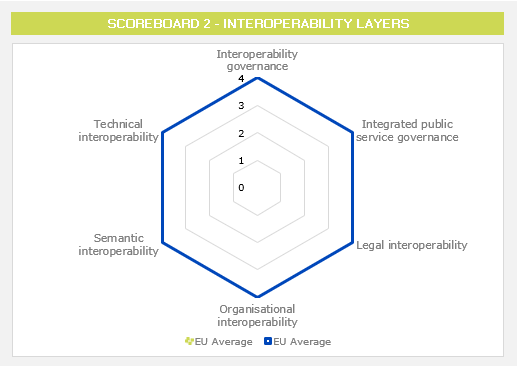 SCOREBOARD 2 - INTEROPERABILITY LAYERS
Interoperability
governance
4
3
2
1
0
Technical
interoperability
Integrated public
service governance
Semantic
interoperability
Legal interoperability
Organisational
interoperability
EU Average EU Average